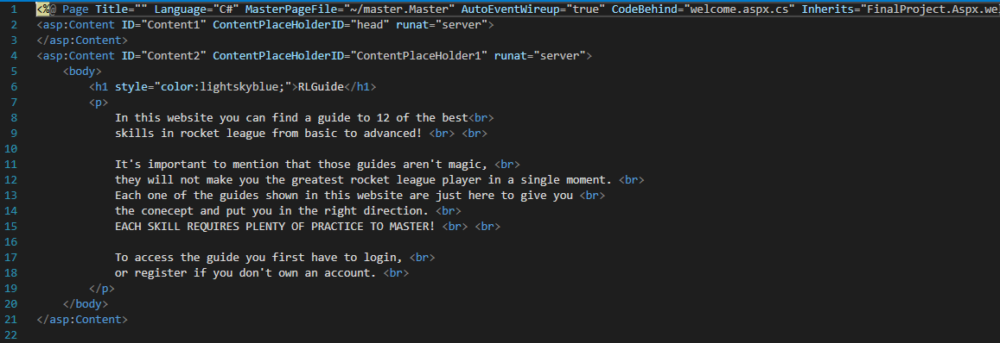 1 <%@ Page Title="" Language="C#" MasterPageFile="~/master.Master" AutoEventWireup="true" CodeBehind="welcome.aspx.cs" Inherits="FinalProject.Aspx.wel
2 <asp:Content ID="Content1" ContentPlaceHolderID="head" runat="server">
3 </asp:Content>
4 <asp:Content ID="Content2" ContentPlaceHolderID="ContentPlaceHolder1" runat="server">
5 <body>
6 <h1 style="color:lightskyblue;">RLGuide</h1>
7 <p>
8 In this website you can find a guide to 12 of the best<br>
9 skills in rocket league from basic to advanced! <br> <br>
10
11 It's important to mention that those guides aren't magic, <br>
12 they will not make you the greatest rocket league player in a single moment. <br>
13 Each one of the guides shown in this website are just here to give you <br>
14 the conecept and put you in the right direction. <br>
15 EACH SKILL REQUIRES PLENTY OF PRACTICE TO MASTER! <br> <br>
16
17 To access the guide you first have to login, <br>
18 or register if you don't own an account. <br>
19 </p>
20 </body>
21 </asp:Content>
22